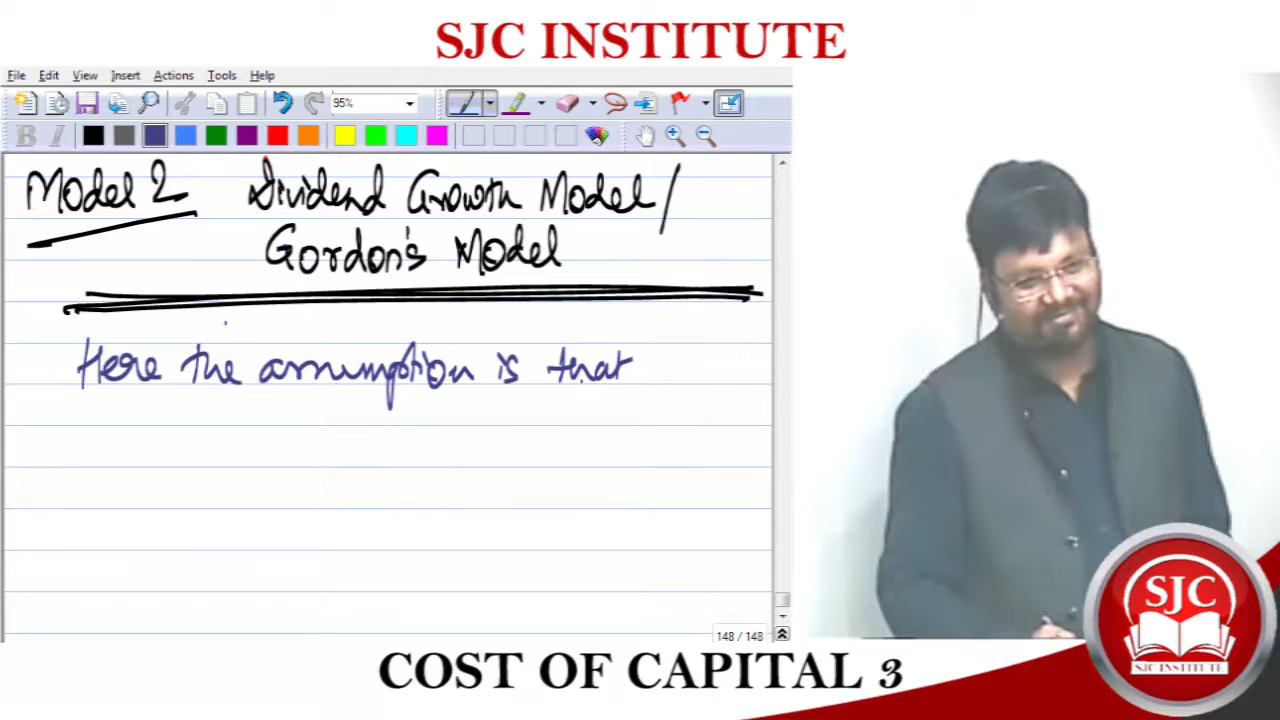 SJC INSTITUTE
File Edit View Insert Actions Tools Help
95%
B I
Model 2 Dividend Growth Model /
Gordon's Model
Here the assumption is that
148 / 148
SJC
SJC INSTITUTE
COST OF CAPITAL 3